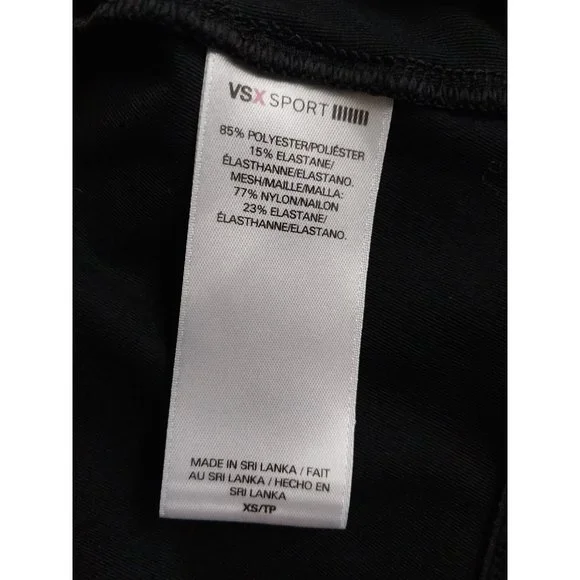 VSX SPORT
85% POLYESTER/POLIÉSTER
15% ELASTANE/
ÉLASTHANNE/ELASTANO.
MESH/MAILLE/MALLA:
77% NYLON/NAILON
23% ELASTANE/
ÉLASTHANNE/ELASTANO.
MADE IN SRI LANKA / FAIT
AU SRI LANKA / HECHO EN
SRI LANKA
XS/TP